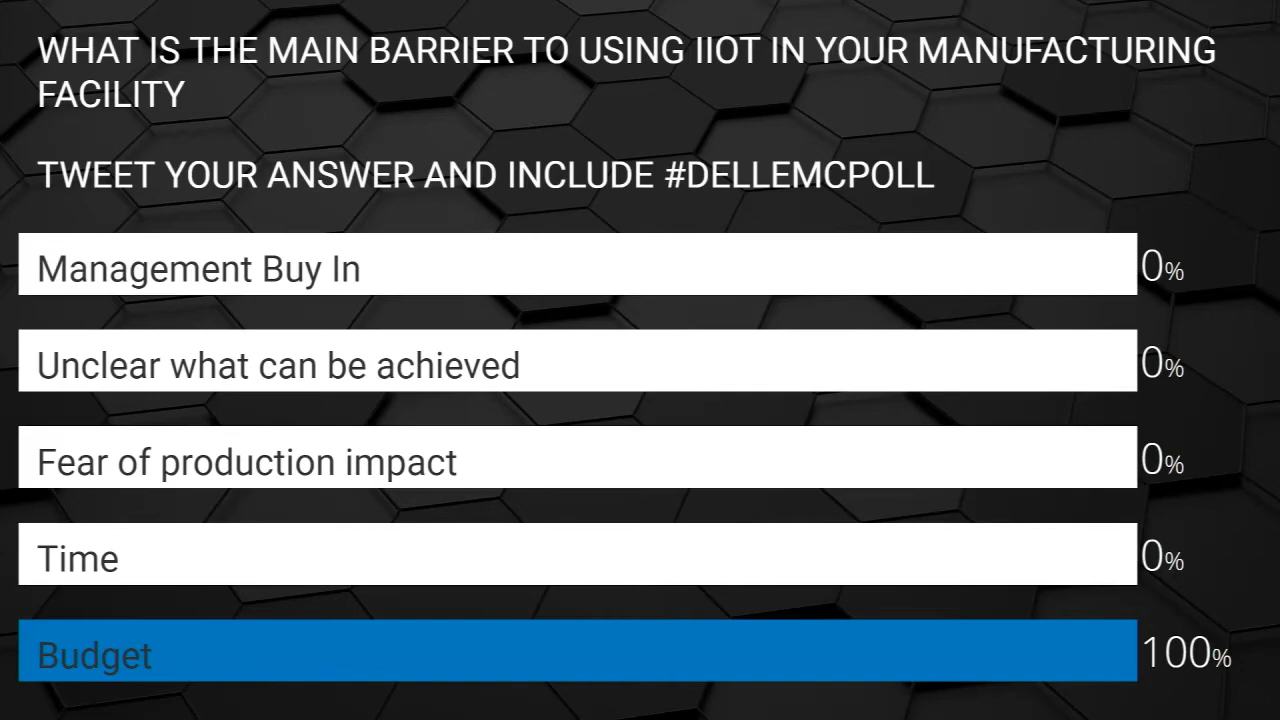 WHAT IS THE MAIN BARRIER TO USING IIOT IN YOUR MANUFACTURING
FACILITY
TWEET YOUR ANSWER AND INCLUDE #DELLEMCPOLL
Management Buy In 0%
Unclear what can be achieved 0%
Fear of production impact 0%
Time 0%
Budget 100%